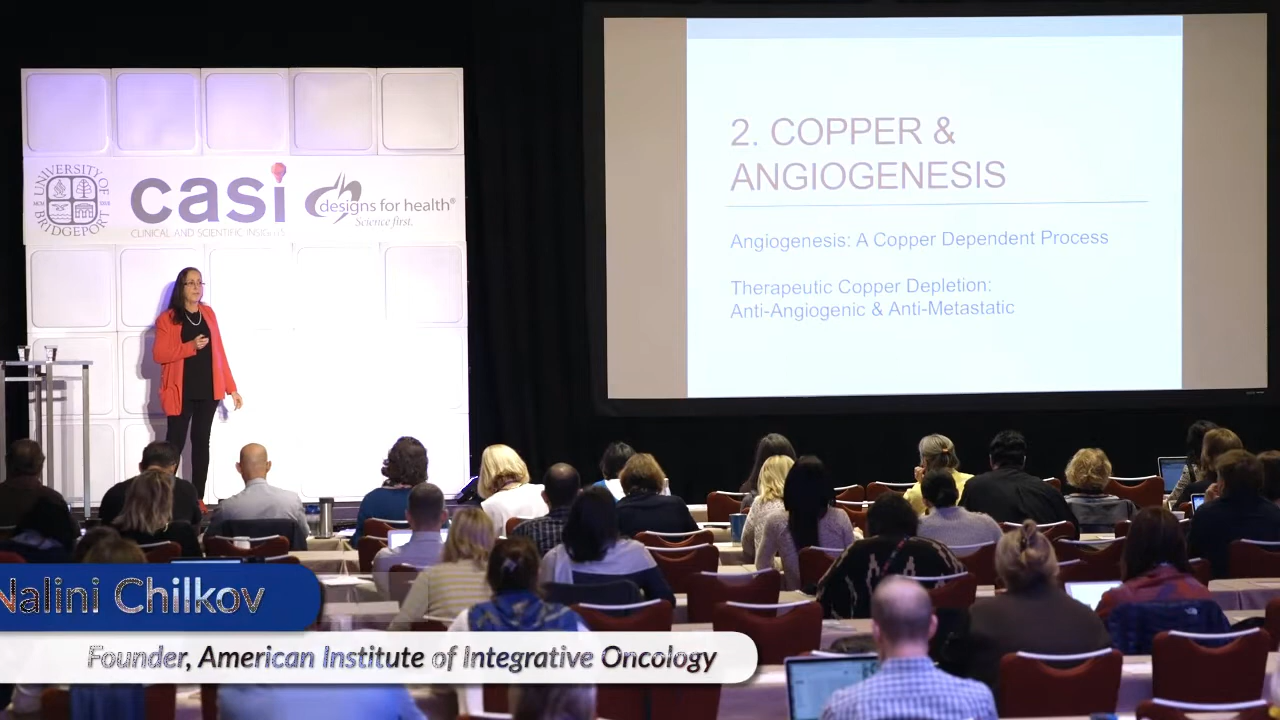 UNIVERSITY OF
BRIDGEPORT
casi
CLINICAL AND SCIENTIFIC INSIGHTS
designs for health®
Science first.
2. COPPER &
ANGIOGENESIS
Angiogenesis: A Copper Dependent Process
Therapeutic Copper Depletion:
Anti-Angiogenic & Anti-Metastatic
Nalini Chilkov
Founder, American Institute of Integrative Oncology